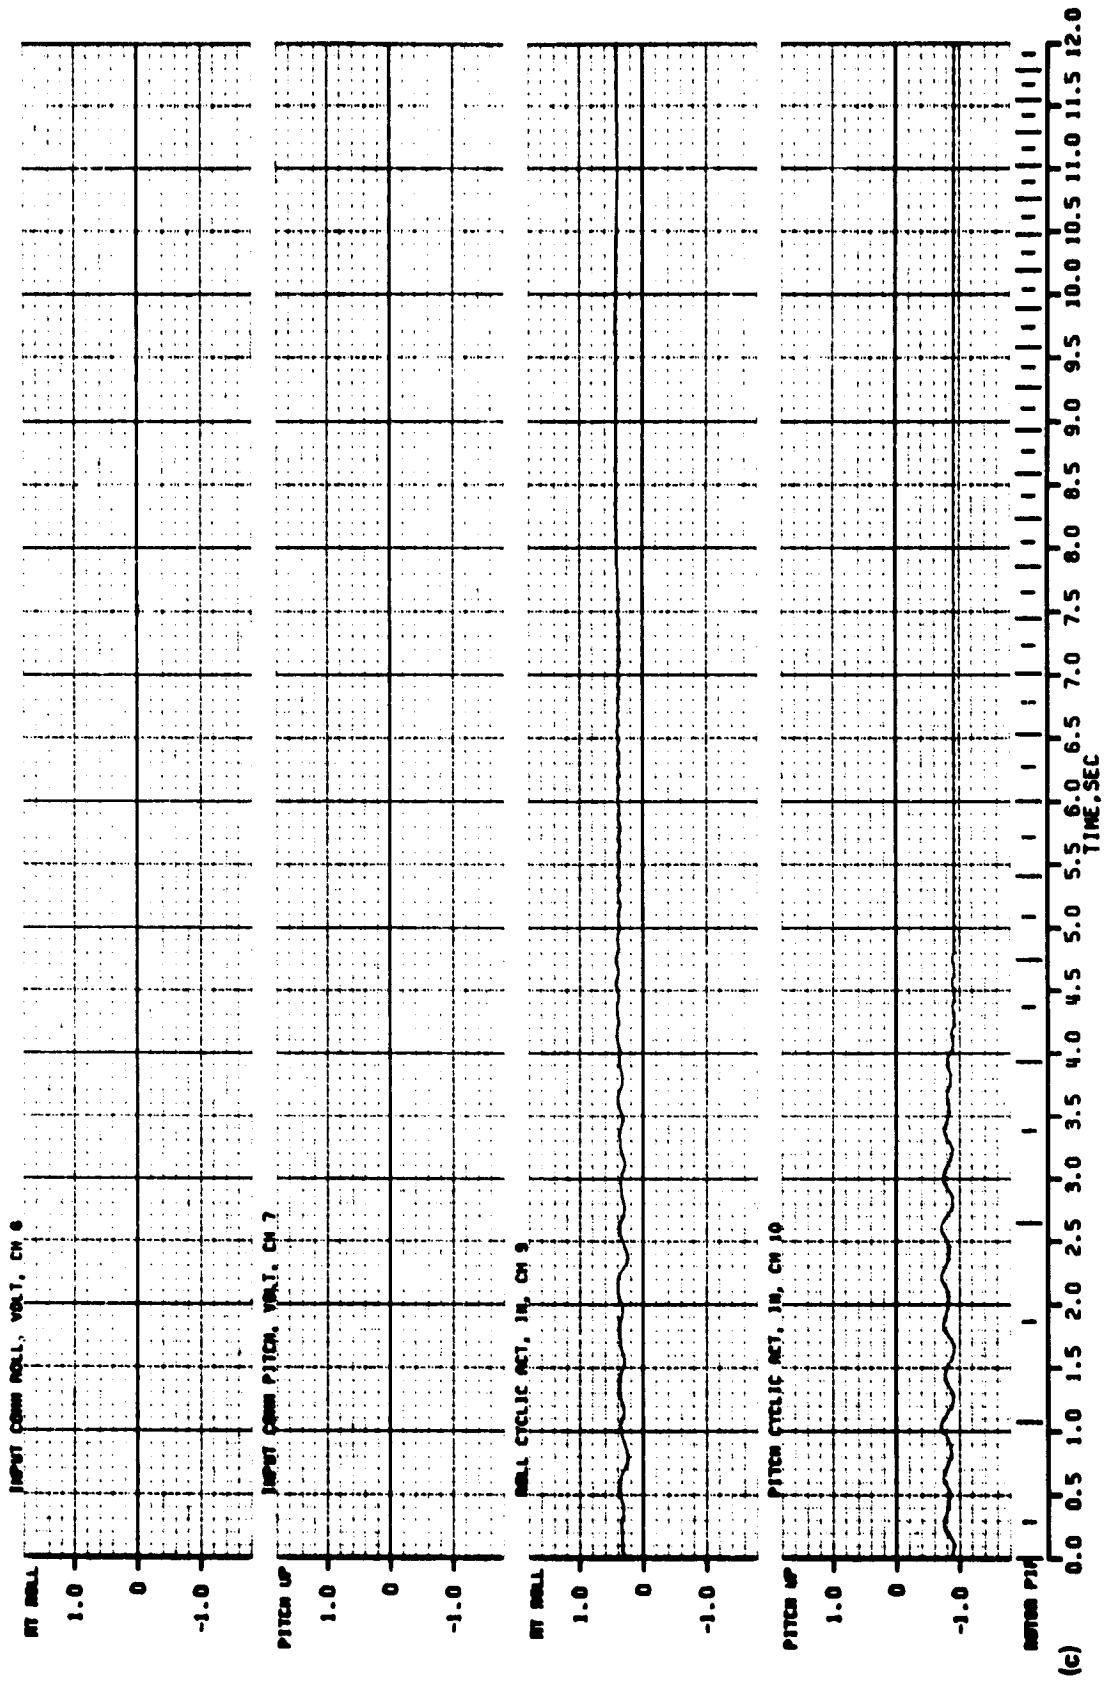 INPUT COMM ROLL, VOLT, CH 6
RT ROLL
1.0
0
-1.0
INPUT COMM PITCH, VOLT, CH 7
PITCH UP
1.0
0
-1.0
ROLL CYCLIC ACT, IN, CH 9
RT ROLL
1.0
0
-1.0
PITCH CYCLIC ACT, IN, CH 10
PITCH UP
1.0
0
-1.0
ROTOR PIP
0.0 0.5 1.0 1.5 2.0 2.5 3.0 3.5 4.0 4.5 5.0 5.5 6.0 6.5 7.0 7.5 8.0 8.5 9.0 9.5 10.0 10.5 11.0 11.5 12.0
TIME,SEC
(c)